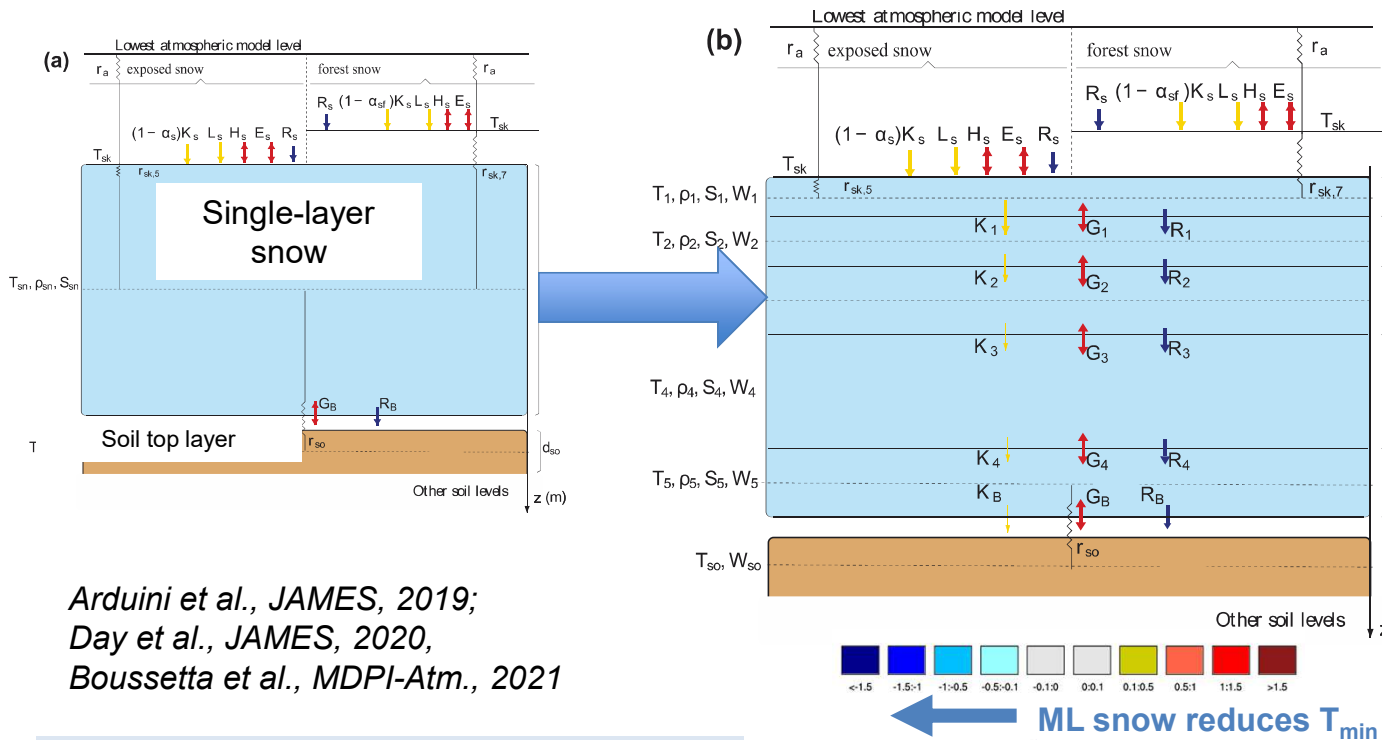 Lowest atmospheric model level
(a)
r_a
exposed snow
forest snow
r_a
R_s (1− α_sf)K_s L_s H_s E_s
T_sk
(1− α_s)K_s L_s H_s E_s R_s
T_sk
r_sk,5
r_sk,7
Single-layer
snow
T_sn, ρ_sn, S_sn
G_B
R_B
T
Soil top layer
r_so
d_so
Other soil levels
z (m)
Lowest atmospheric model level
(b)
r_a
exposed snow
forest snow
r_a
R_s (1− α_sf)K_s L_s H_s E_s
T_sk
(1− α_s)K_s L_s H_s E_s R_s
T_sk
r_sk,5
r_sk,7
T_1, ρ_1, S_1, W_1
K_1 G_1 R_1
T_2, ρ_2, S_2, W_2
K_2 G_2 R_2
K_3 G_3 R_3
T_4, ρ_4, S_4, W_4
K_4 G_4 R_4
T_5, ρ_5, S_5, W_5
K_B G_B R_B
r_so
T_so, W_so
Other soil levels
z
Arduini et al., JAMES, 2019;
Day et al., JAMES, 2020,
Boussetta et al., MDPI-Atm., 2021
<-1.5 -1.5:-1 -1:-0.5 -0.5:-0.1 -0.1:0 0:0.1 0.1:0.5 0.5:1 1:1.5 >1.5
ML snow reduces T_min